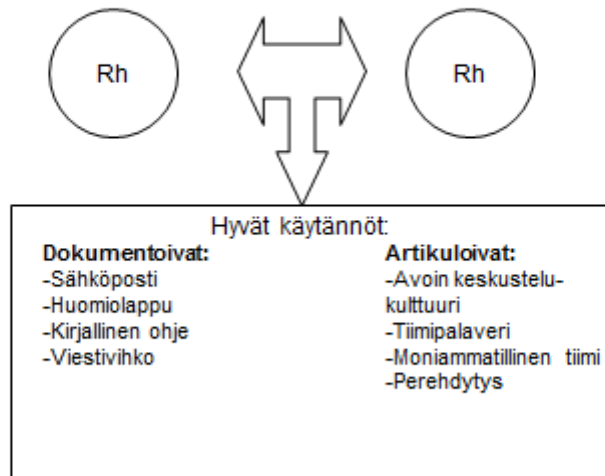 Rh
Rh
Hyvät käytännöt:
Dokumentoivat:
-Sähköposti
-Huomiolappu
-Kirjallinen ohje
-Viestivihko
Artikuloivat:
-Avoin keskustelu-
kulttuuri
-Tiimipalaveri
-Moniammatillinen tiimi
-Perehdytys